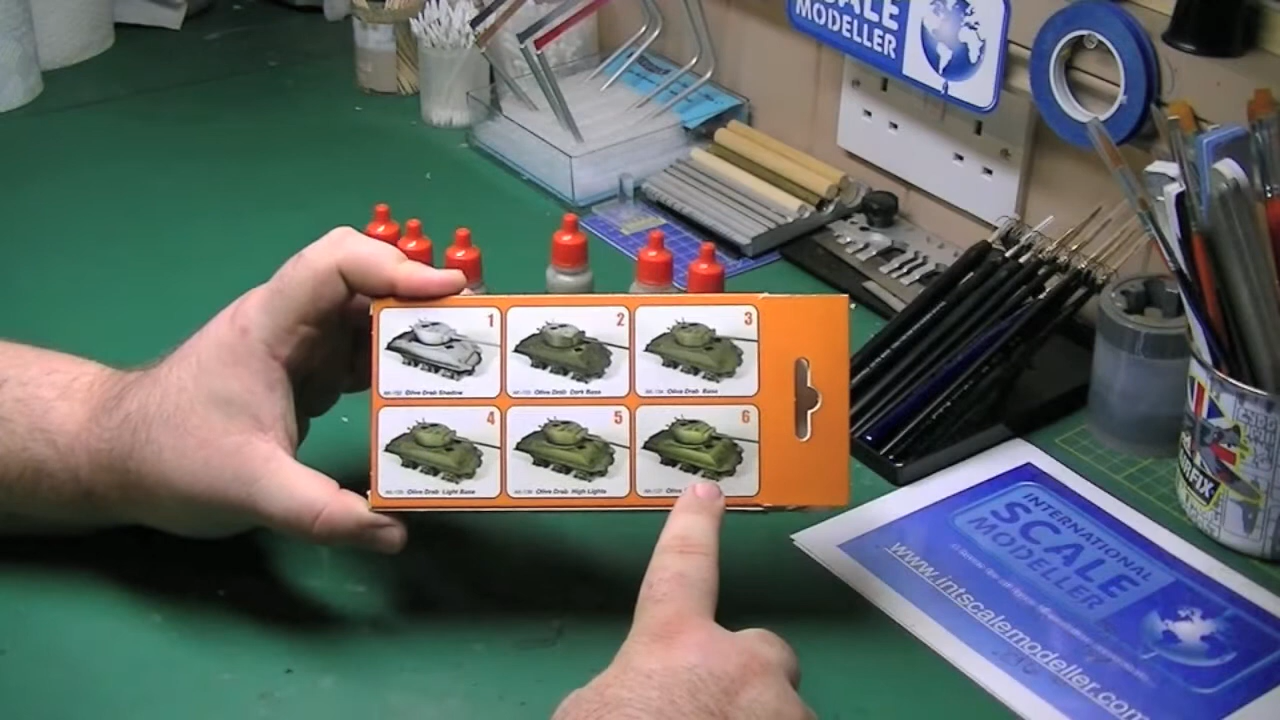 SCALE
MODELLER
1
2
3
Olive Drab Shadow
Olive Drab Dark Base
Olive Drab Base
4
5
6
Olive Drab Light Base
Olive Drab High Lights
INTERNATIONAL
SCALE
MODELLER
www.intscalemodeller.com